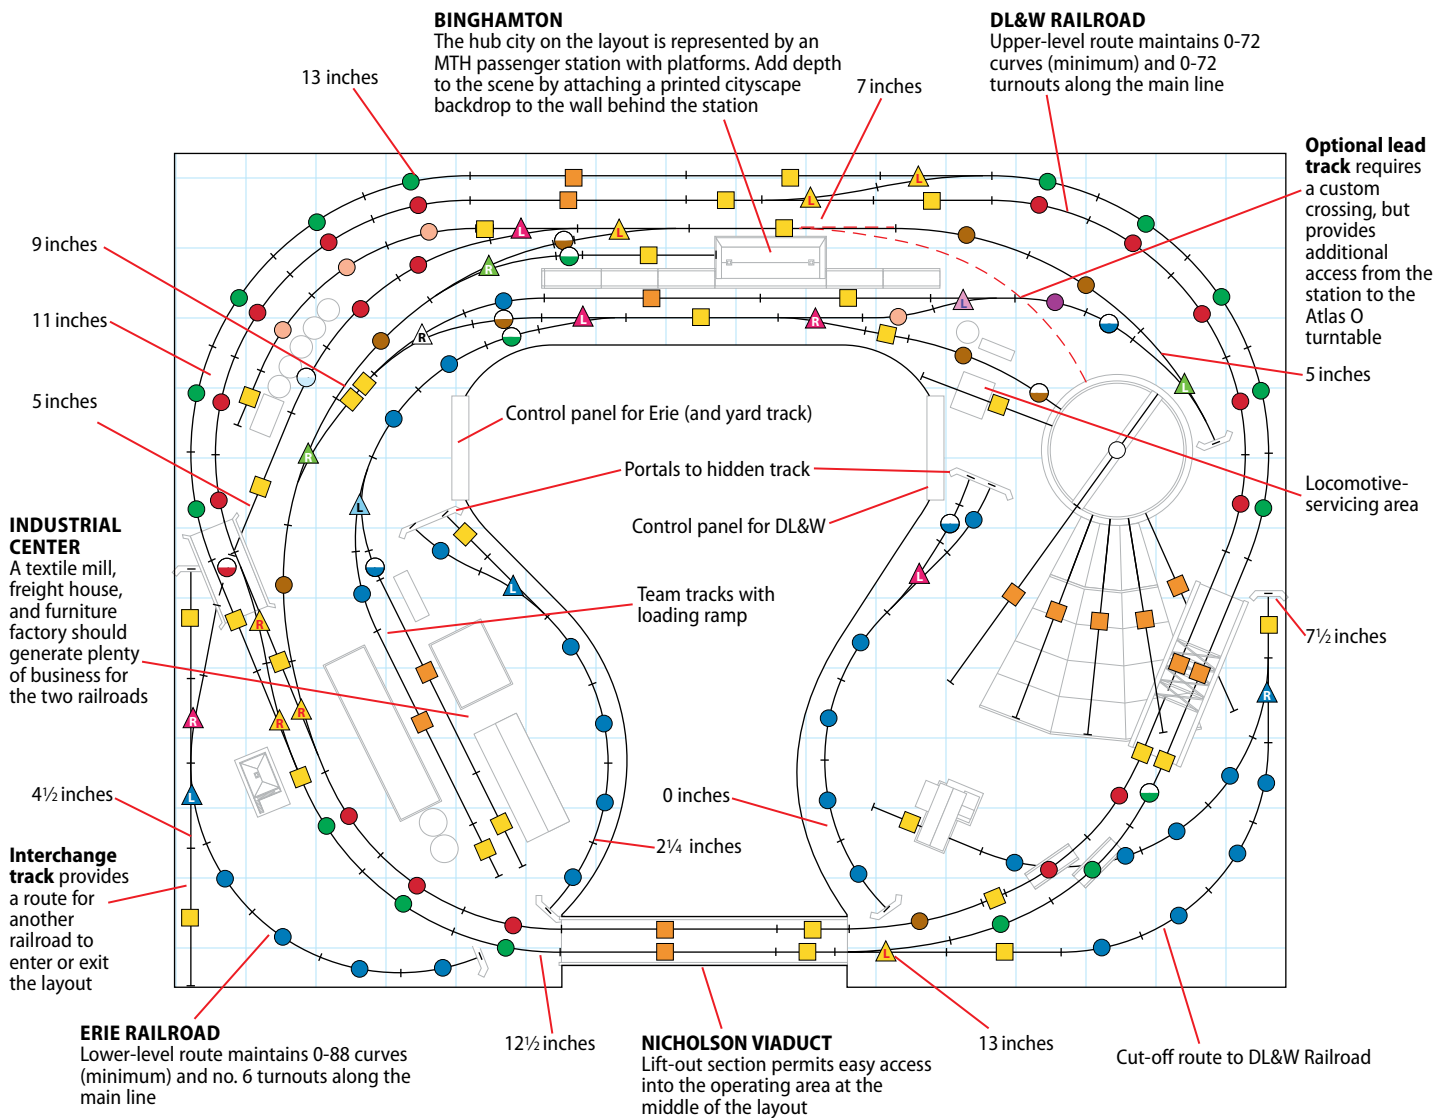 BINGHAMTON
The hub city on the layout is represented by an
MTH passenger station with platforms. Add depth
to the scene by attaching a printed cityscape
backdrop to the wall behind the station
DL&W RAILROAD
Upper-level route maintains 0-72
curves (minimum) and 0-72
turnouts along the main line
13 inches
7 inches
Optional lead
track requires
a custom
crossing, but
provides
additional
access from the
station to the
Atlas O
turntable
9 inches
11 inches
5 inches
5 inches
L
L
L
L
R
L
R
L
R
L
R
L
L
L
R
R
R
R
L
L
R
L
Control panel for Erie (and yard track)
Portals to hidden track
Control panel for DL&W
Locomotive-
servicing area
INDUSTRIAL
CENTER
A textile mill,
freight house,
and furniture
factory should
generate plenty
of business for
the two railroads
Team tracks with
loading ramp
7½ inches
4½ inches
0 inches
2¼ inches
Interchange
track provides
a route for
another
railroad to
enter or exit
the layout
ERIE RAILROAD
Lower-level route maintains 0-88 curves
(minimum) and no. 6 turnouts along the
main line
12½ inches
NICHOLSON VIADUCT
Lift-out section permits easy access
into the operating area at the
middle of the layout
13 inches
Cut-off route to DL&W Railroad